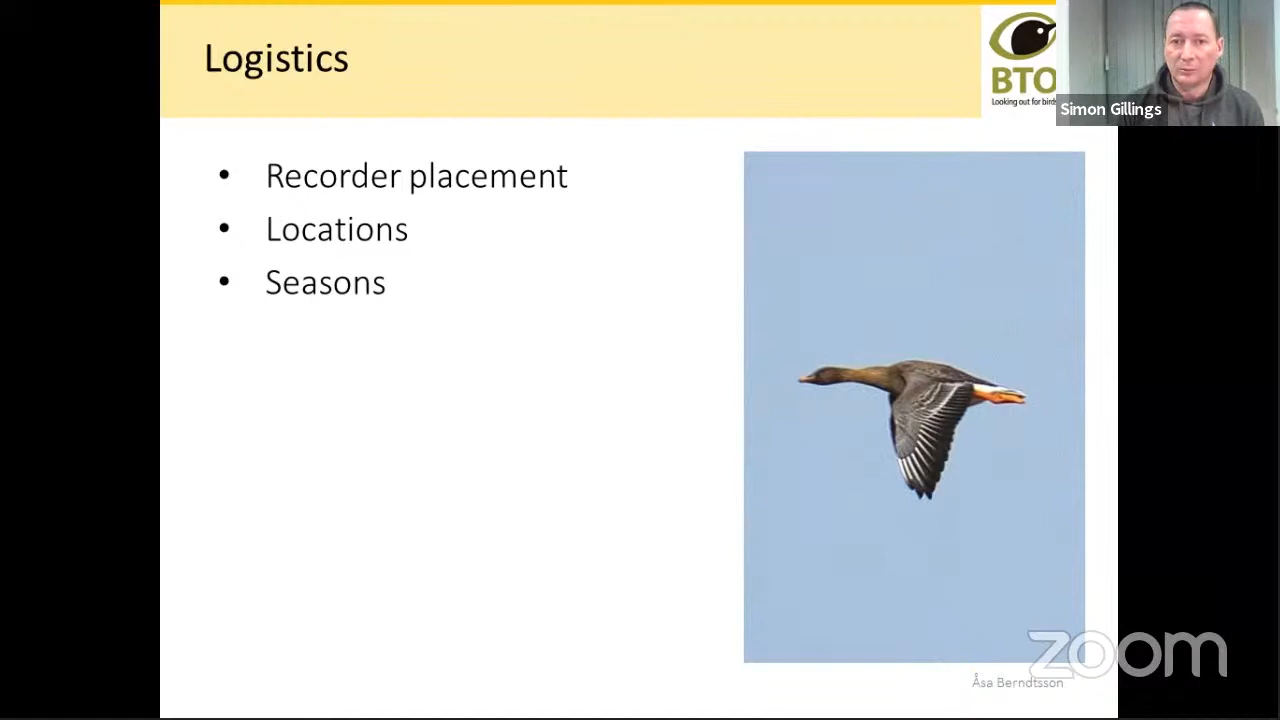 Logistics
BTO
Looking out for birds
Simon Gillings
• Recorder placement
• Locations
• Seasons
zoom
Åsa Berndtsson